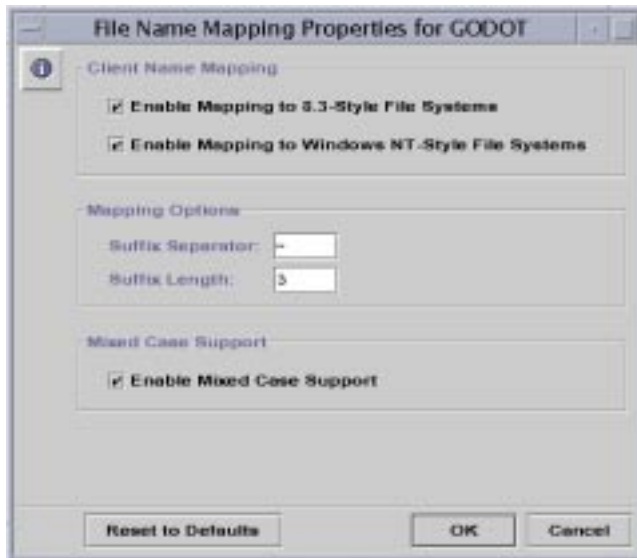 File Name Mapping Properties for GODOT
Client Name Mapping
Enable Mapping to 8.3-Style File Systems
Enable Mapping to Windows NT-Style File Systems
Mapping Options
Suffix Separator: ~
Suffix Length: 3
Mixed Case Support
Enable Mixed Case Support
Reset to Defaults
OK
Cancel